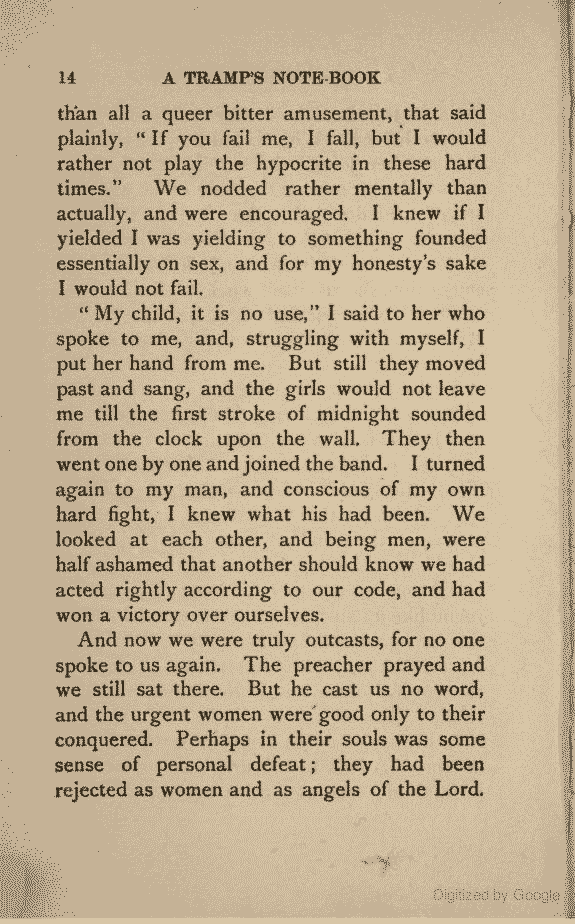 14 A TRAMP'S NOTE-BOOK
than all a queer bitter amusement, that said
plainly, “ If you fail me, I fall, but I would
rather not play the hypocrite in these hard
times.” We nodded rather mentally than
actually, and were encouraged. I knew if I
yielded I was yielding to something founded
essentially on sex, and for my honesty's sake
I would not fail.
“ My child, it is no use,” I said to her who
spoke to me, and, struggling with myself, I
put her hand from me. But still they moved
past and sang, and the girls would not leave
me till the first stroke of midnight sounded
from the clock upon the wall. They then
went one by one and joined the band. I turned
again to my man, and conscious of my own
hard fight, I knew what his had been. We
looked at each other, and being men, were
half ashamed that another should know we had
acted rightly according to our code, and had
won a victory over ourselves.
And now we were truly outcasts, for no one
spoke to us again. The preacher prayed and
we still sat there. But he cast us no word,
and the urgent women were good only to their
conquered. Perhaps in their souls was some
sense of personal defeat ; they had been
rejected as women and as angels of the Lord.
Digitized by Google